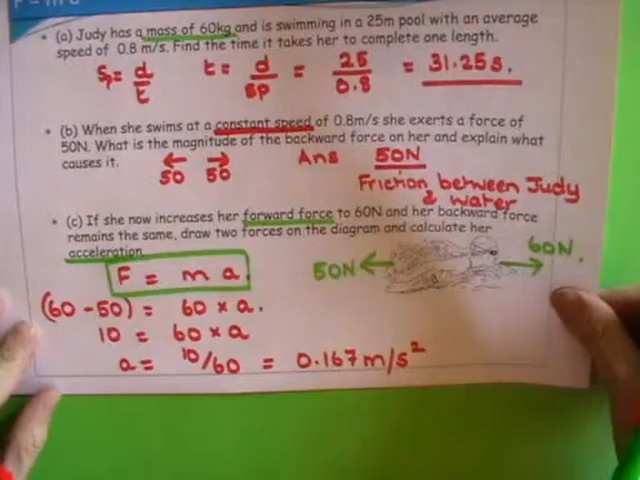 • (a) Judy has a mass of 60kg and is swimming in a 25m pool with an average
speed of 0.8 m/s. Find the time it takes her to complete one length.
Sp = d/t t = d/sp = 25/0.8 = 31.25s.
• (b) When she swims at a constant speed of 0.8m/s she exerts a force of
50N. What is the magnitude of the backward force on her and explain what
causes it. ← → Ans 50N
50 50
Friction between Judy
& water
• (c) If she now increases her forward force to 60N and her backward force
remains the same, draw two forces on the diagram and calculate her
acceleration.
F = ma.
50N ← → 60N.
(60 - 50) = 60 x a.
10 = 60 x a
a = 10/60 = 0.167m/s²